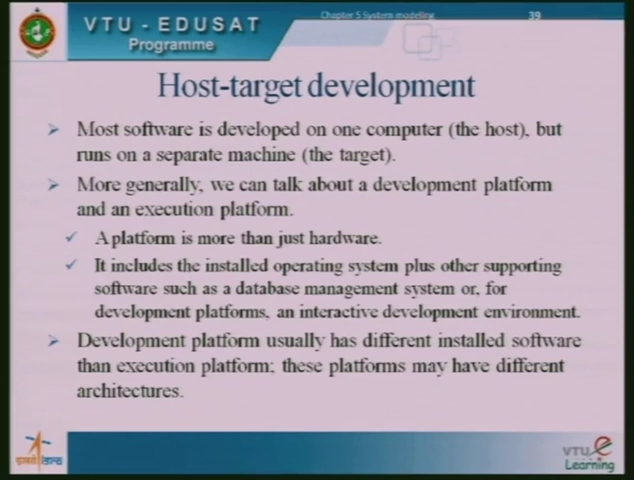 VTU - EDUSAT
Programme
Chapter 5 System modeling
39
Host-target development
➢ Most software is developed on one computer (the host), but
runs on a separate machine (the target).
➢ More generally, we can talk about a development platform
and an execution platform.
✓ A platform is more than just hardware.
✓ It includes the installed operating system plus other supporting
software such as a database management system or, for
development platforms, an interactive development environment.
➢ Development platform usually has different installed software
than execution platform; these platforms may have different
architectures.
VTU e
Learning